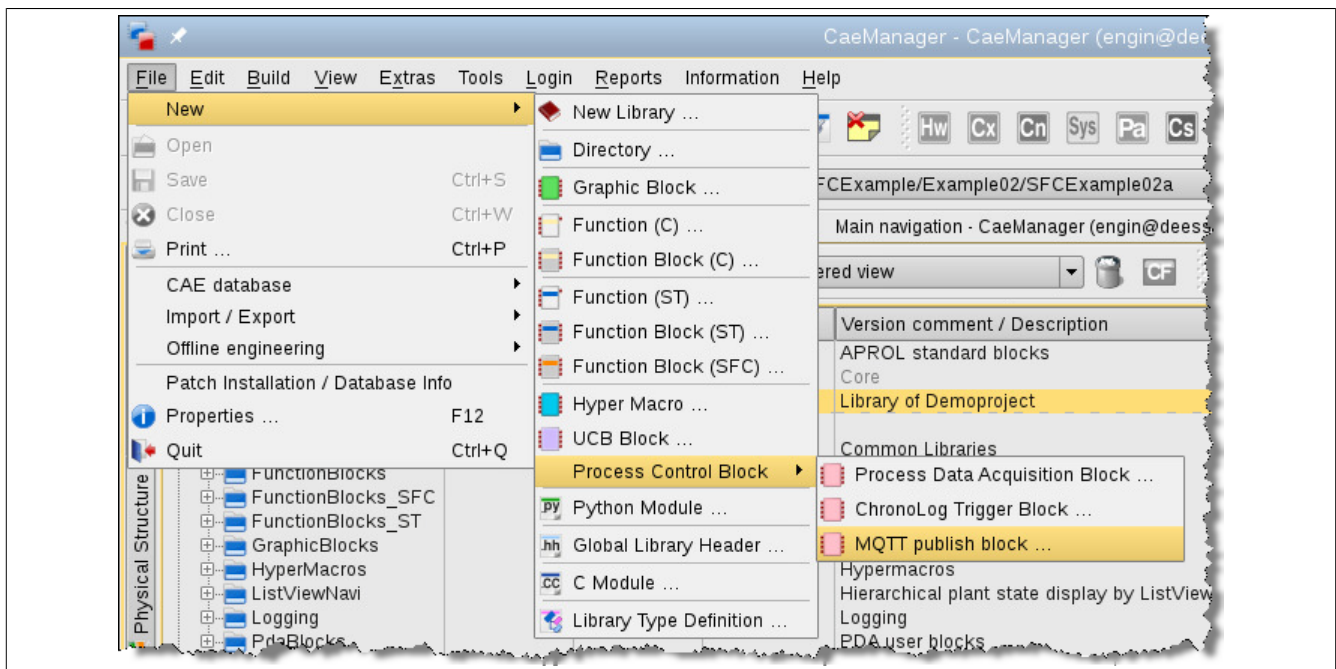 CaeManager - CaeManager (engin@dee
File Edit Build View Extras Tools Login Reports Information Help
New
Open
Save Ctrl+S
Close Ctrl+W
Print ... Ctrl+P
CAE database
Import / Export
Offline engineering
Patch Installation / Database Info
Properties ... F12
Quit Ctrl+Q
New Library ...
Directory ...
Graphic Block ...
Function (C) ...
Function Block (C) ...
Function (ST) ...
Function Block (ST) ...
Function Block (SFC) ...
Hyper Macro ...
UCB Block ...
Process Control Block
Python Module ...
Global Library Header ...
C Module ...
Library Type Definition ...
py
.hh
.cc
Process Data Acquisition Block ...
ChronoLog Trigger Block ...
MQTT publish block ...
Hw Cx Cn Sys Pa Cs
FCExample/Example02/SFCExample02a
Main navigation - CaeManager (engin@dees
ered view CF
Version comment / Description
APROL standard blocks
Core
Library of Demoproject
Common Libraries
Hypermacros
Hierarchical plant state display by ListView
Logging
PDA user blocks
Physical Structure
FunctionBlocks
FunctionBlocks_SFC
FunctionBlocks_ST
GraphicBlocks
HyperMacros
ListViewNavi
Logging
PdaBlocks